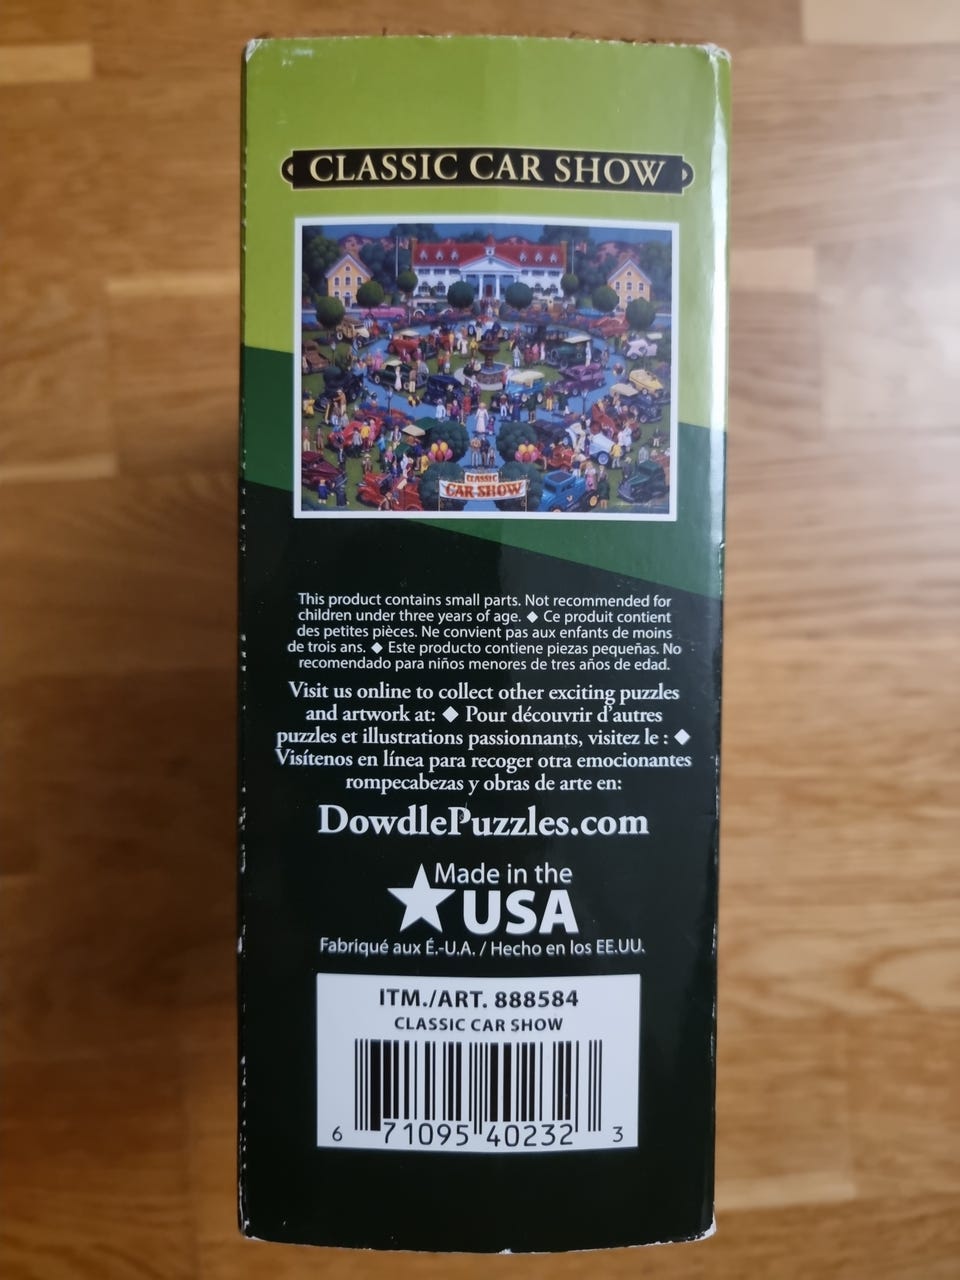 CLASSIC CAR SHOW
CLASSIC
CAR SHOW
This product contains small parts. Not recommended for
children under three years of age. ◆ Ce produit contient
des petites pièces. Ne convient pas aux enfants de moins
de trois ans. ◆ Este producto contiene piezas pequeñas. No
recomendado para niños menores de tres años de edad.
Visit us online to collect other exciting puzzles
and artwork at: ◆ Pour découvrir d'autres
puzzles et illustrations passionnants, visitez le : ◆
Visítenos en línea para recoger otra emocionantes
rompecabezas y obras de arte en:
DowdlePuzzles.com
Made in the
USA
Fabriqué aux É.-U.A. / Hecho en los EE.UU.
ITM./ART. 888584
CLASSIC CAR SHOW
6 71095 40232 3